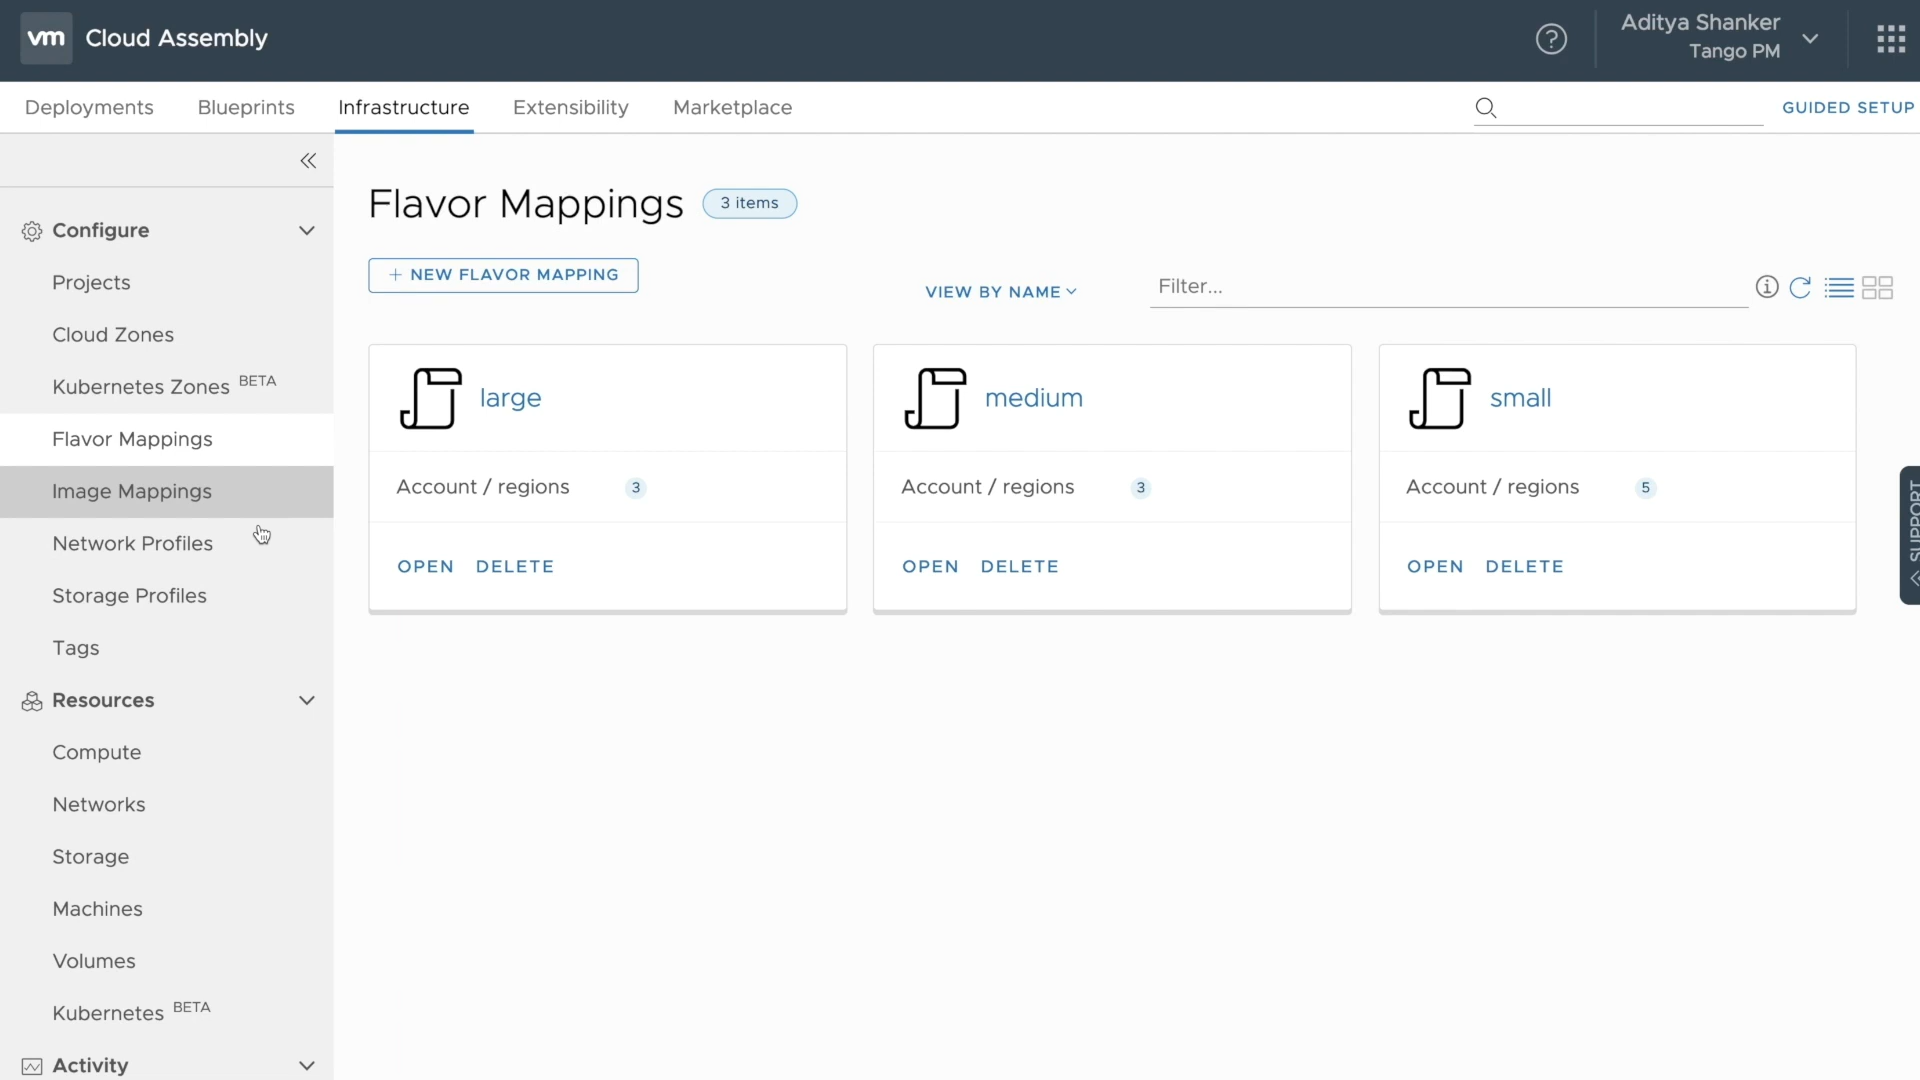 vm Cloud Assembly
Aditya Shanker
Tango PM
Deployments Blueprints Infrastructure Extensibility Marketplace GUIDED SETUP
Configure
Projects
Cloud Zones
Kubernetes Zones BETA
Flavor Mappings
Image Mappings
Network Profiles
Storage Profiles
Tags
Resources
Compute
Networks
Storage
Machines
Volumes
Kubernetes BETA
Activity
Flavor Mappings 3 items
+ NEW FLAVOR MAPPING
VIEW BY NAME
Filter...
large
Account / regions 3
OPEN DELETE
medium
Account / regions 3
OPEN DELETE
small
Account / regions 5
OPEN DELETE
SUPPORT